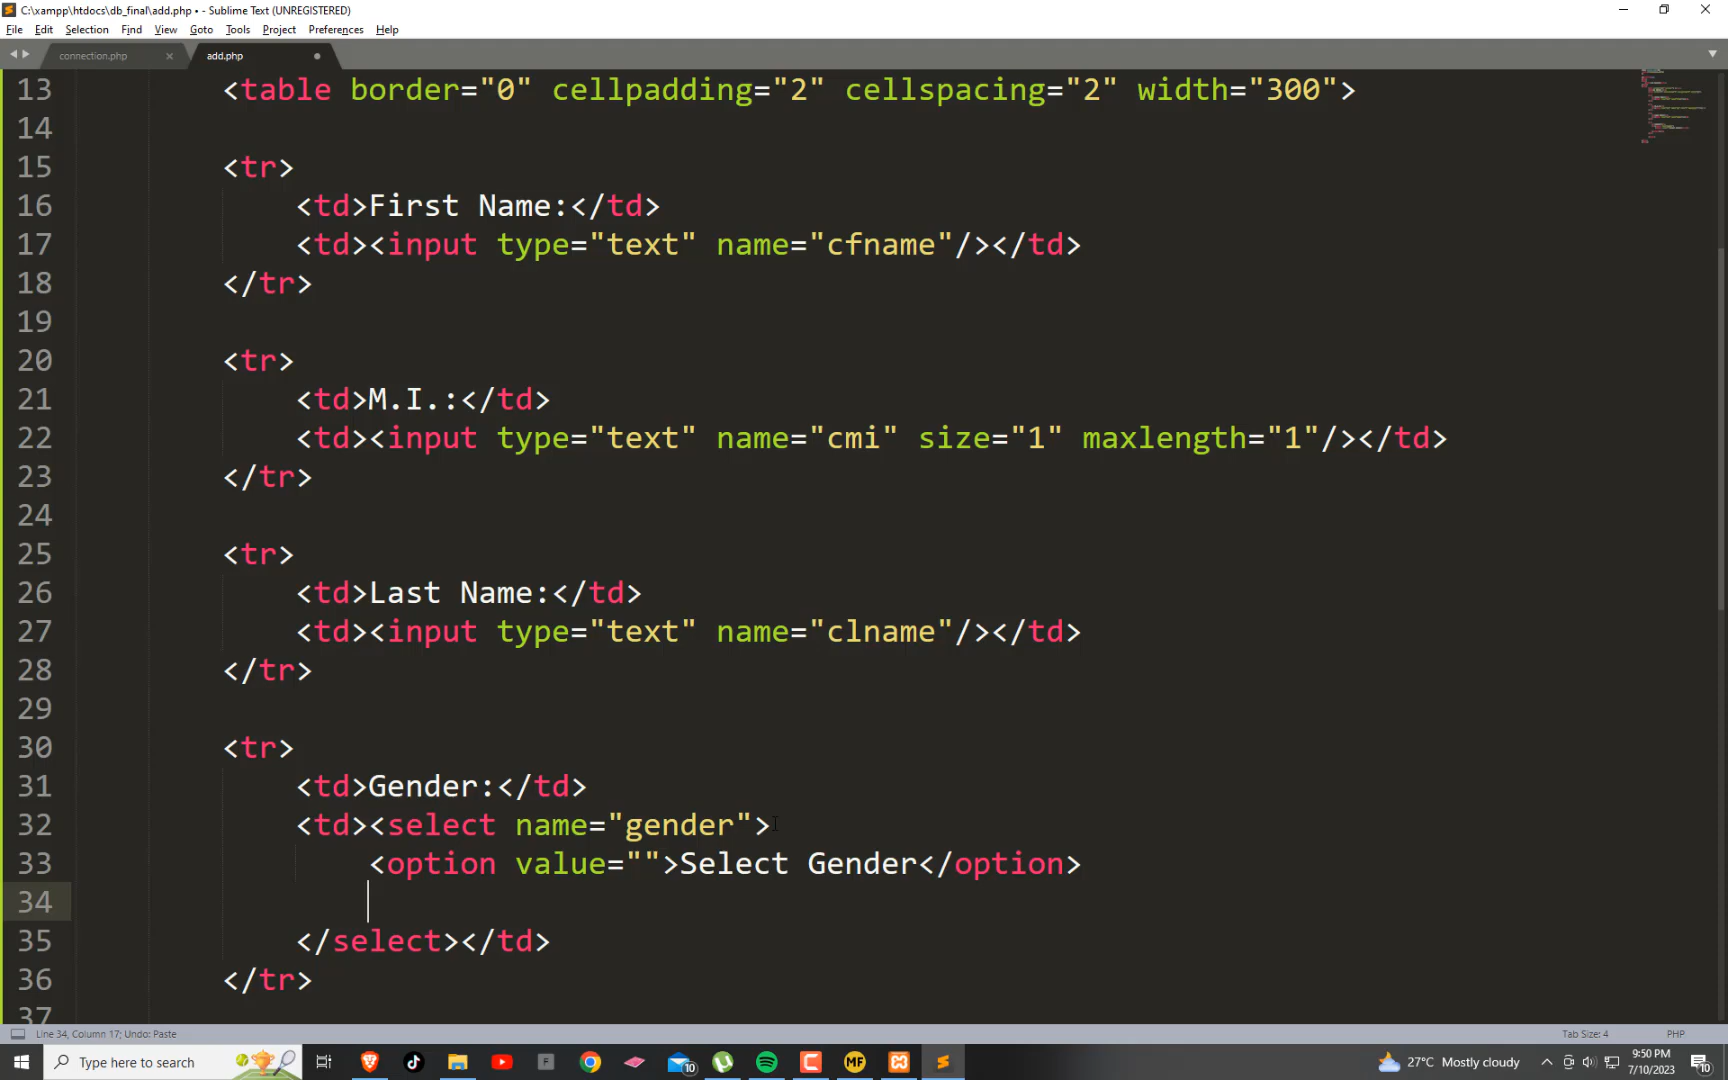 C:\xampp\htdocs\db_final\add.php • - Sublime Text (UNREGISTERED)
File Edit Selection Find View Goto Tools Project Preferences Help
connection.php × add.php
13 <table border="0" cellpadding="2" cellspacing="2" width="300">
14
15 <tr>
16 <td>First Name:</td>
17 <td><input type="text" name="cfname"/></td>
18 </tr>
19
20 <tr>
21 <td>M.I.:</td>
22 <td><input type="text" name="cmi" size="1" maxlength="1"/></td>
23 </tr>
24
25 <tr>
26 <td>Last Name:</td>
27 <td><input type="text" name="clname"/></td>
28 </tr>
29
30 <tr>
31 <td>Gender:</td>
32 <td><select name="gender">
33 <option value="">Select Gender</option>
34
35 </select></td>
36 </tr>
37
Line 34, Column 17; Undo: Paste Tab Size: 4 PHP
Type here to search F 10 MF 27°C Mostly cloudy 9:50 PM 10
7/10/2023